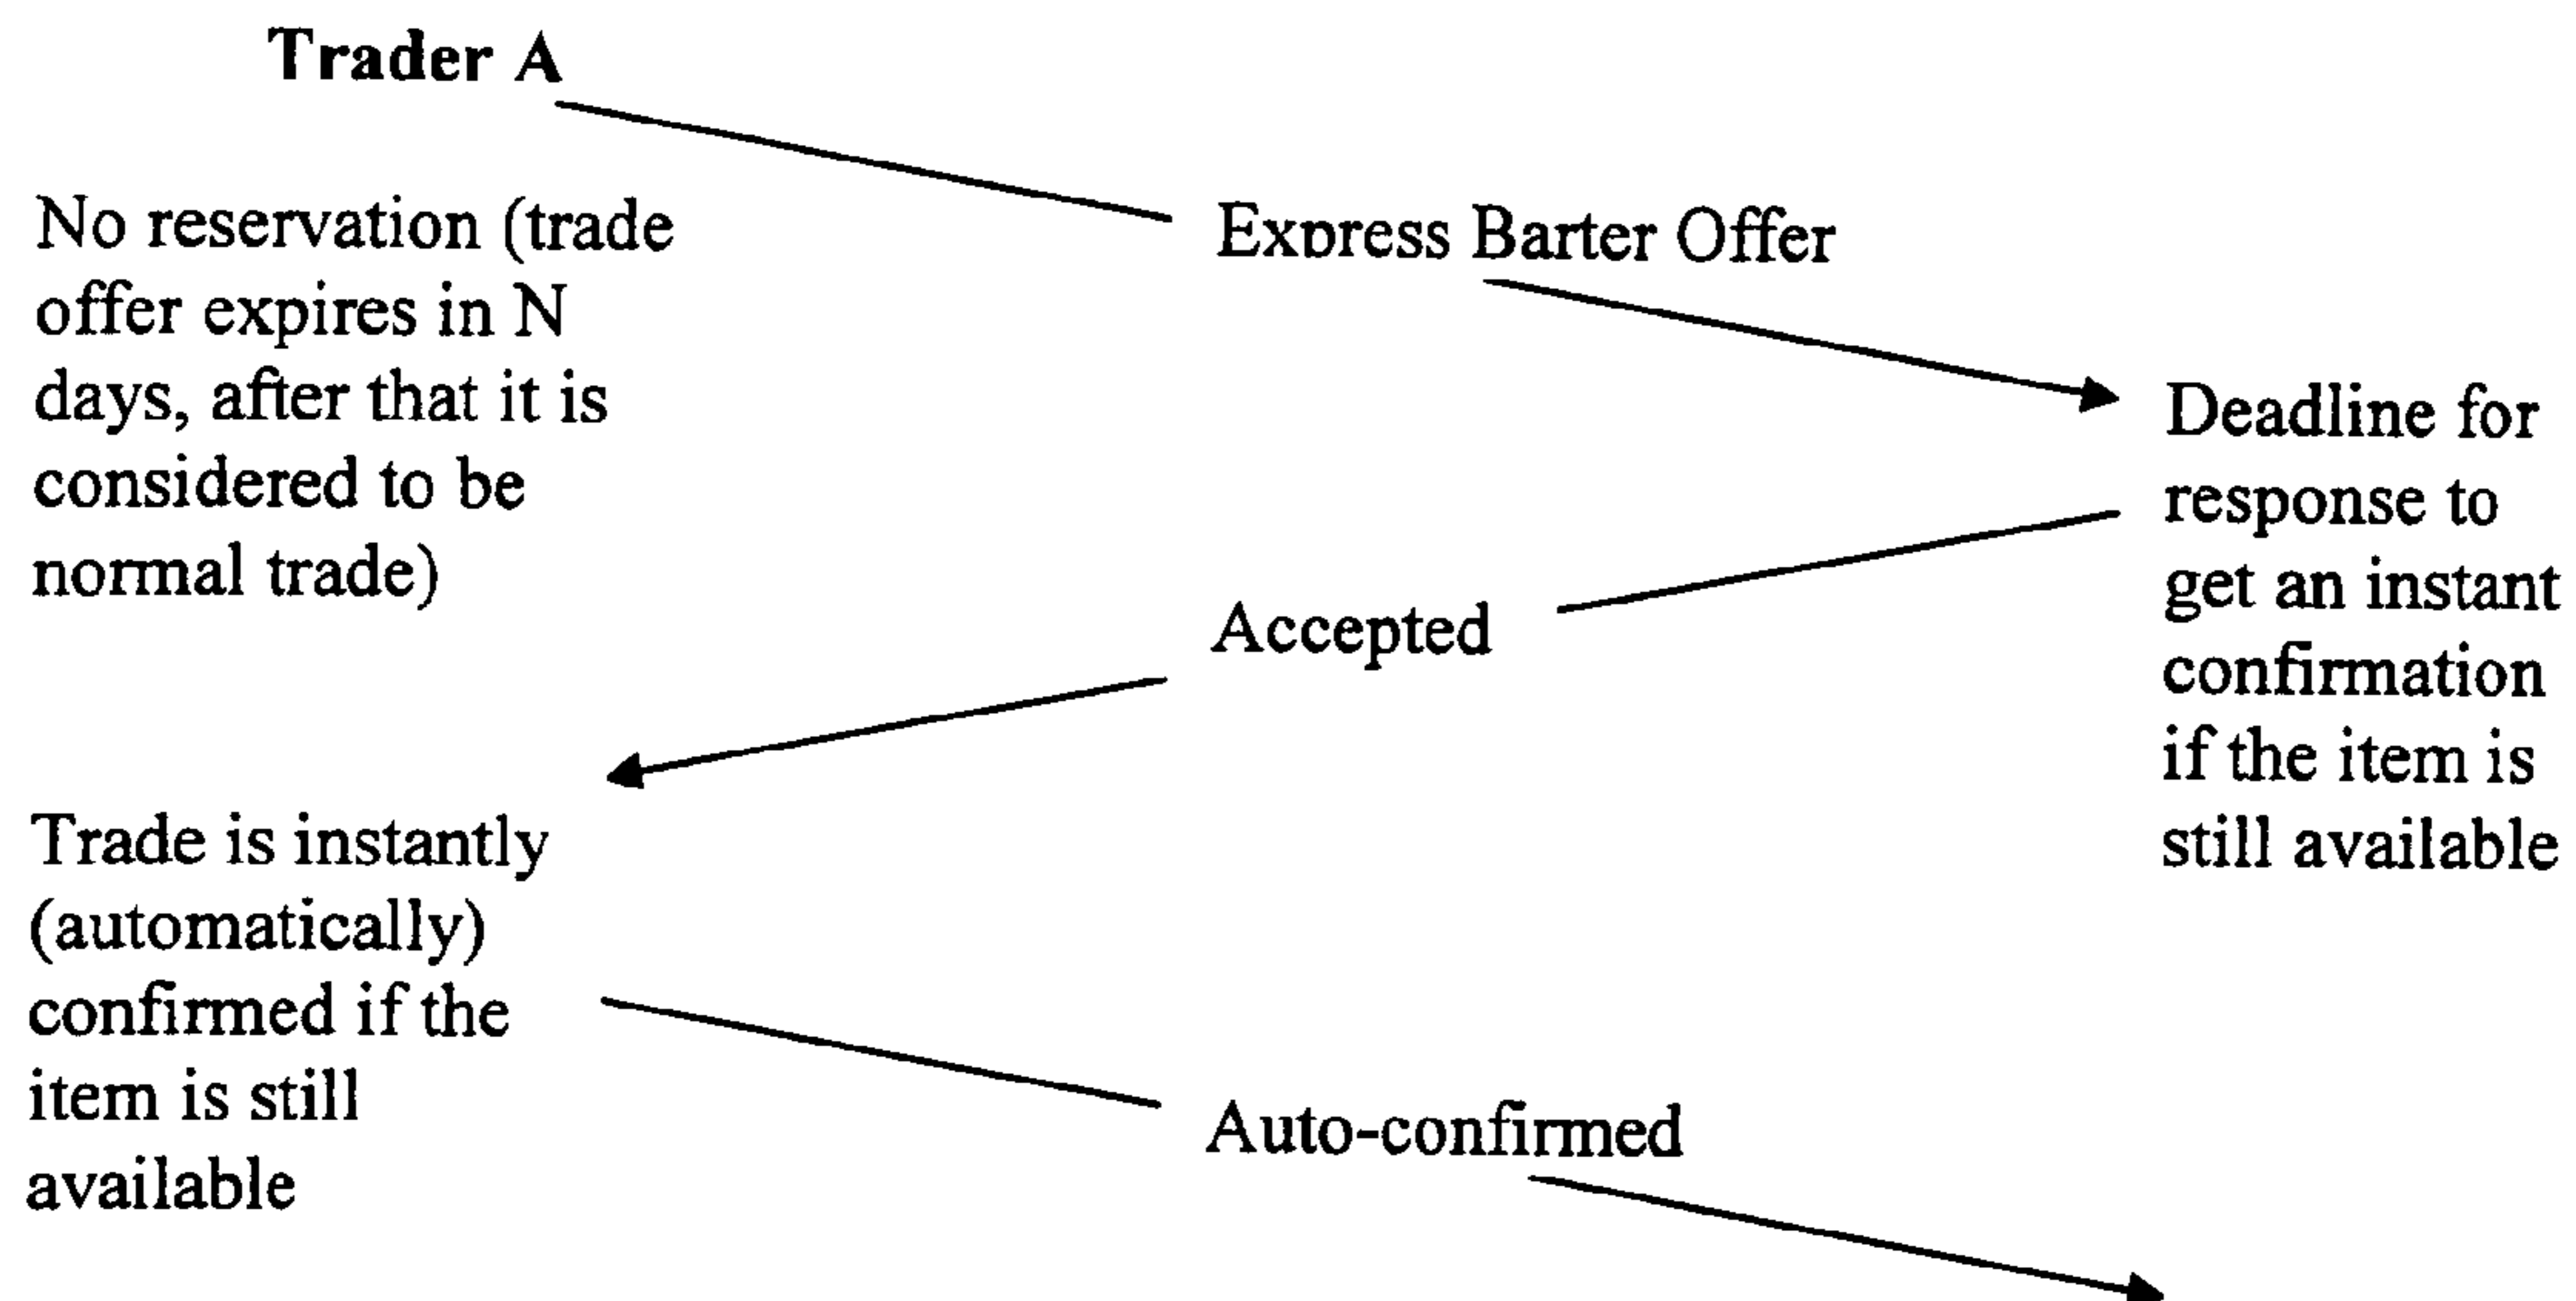 Trader A
No reservation (trade
offer expires in N
days, after that it is
considered to be
normal trade)
Express Barter Offer
Deadline for
response to
get an instant
confirmation
if the item is
still available
Accepted
Trade is instantly
(automatically)
confirmed if the
item is still
available
Auto-confirmed